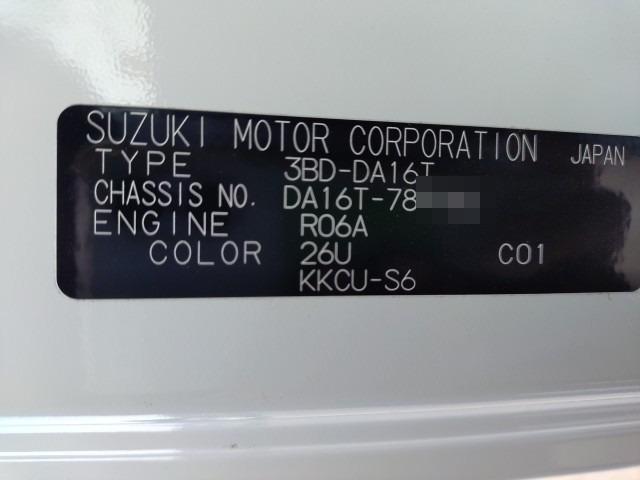 SUZUKI MOTOR CORPORATION JAPAN
TYPE 3BD-DA16T
CHASSIS NO. DA16T-78
ENGINE R06A
COLOR 26U C01
KKCU-S6